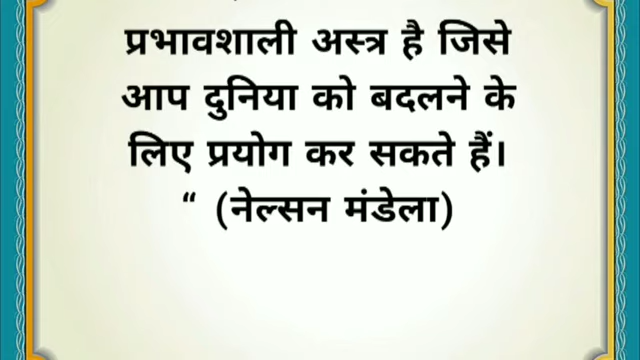 प्रभावशाली अस्त्र है जिसे
आप दुनिया को बदलने के
लिए प्रयोग कर सकते हैं।
“ (नेल्सन मंडेला)